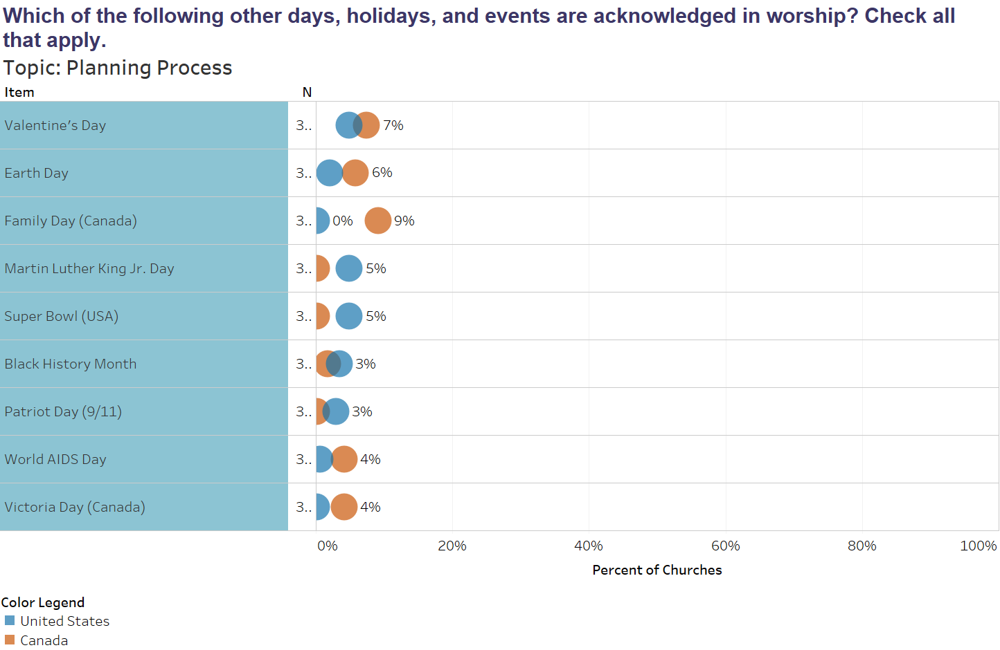 Which of the following other days, holidays, and events are acknowledged in worship? Check all
that apply.
Topic: Planning Process
Item N
Valentine's Day 3.. 7%
Earth Day 3.. 6%
Family Day (Canada) 3.. 0% 9%
Martin Luther King Jr. Day 3.. 5%
Super Bowl (USA) 3.. 5%
Black History Month 3.. 3%
Patriot Day (9/11) 3.. 3%
World AIDS Day 3.. 4%
Victoria Day (Canada) 3.. 4%
0% 20% 40% 60% 80% 100%
Percent of Churches
Color Legend
United States
Canada